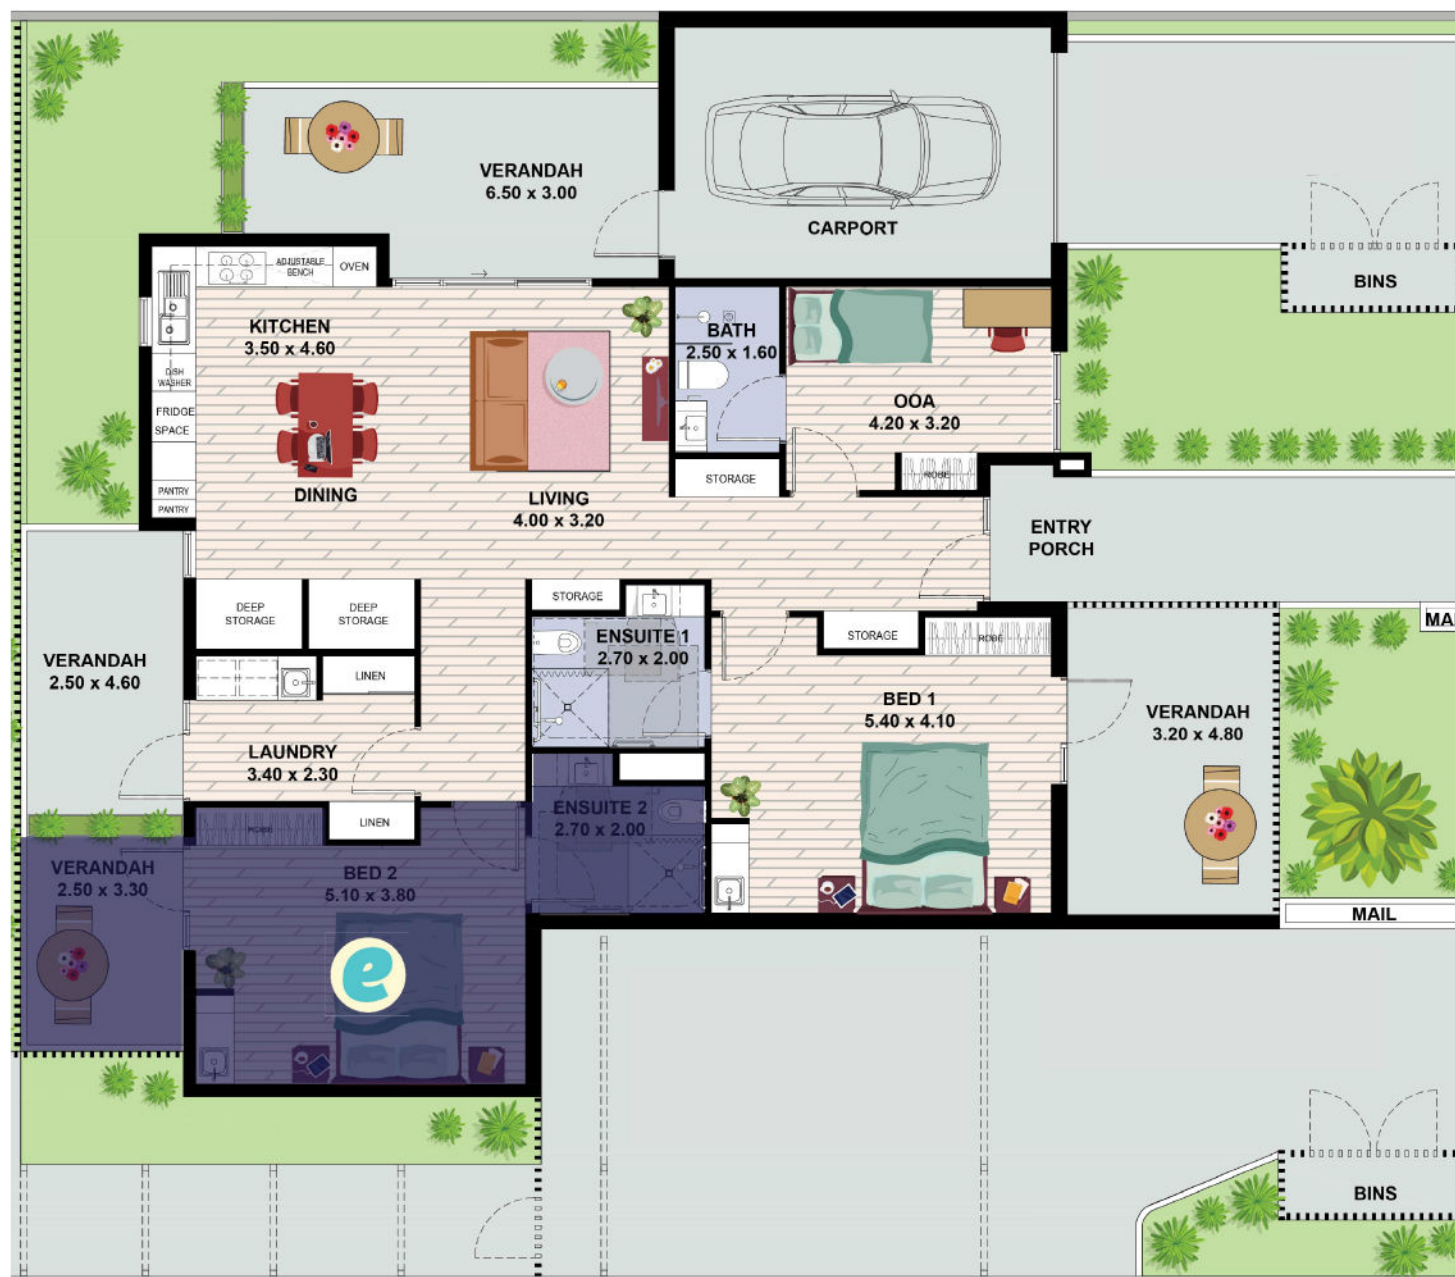 VERANDAH
6.50 x 3.00
CARPORT
BINS
ADJUSTABLE
BENCH
OVEN
KITCHEN
3.50 x 4.60
BATH
2.50 x 1.60
DISH
WASHER
FRIDGE
SPACE
OOA
4.20 x 3.20
PANTRY
PANTRY
DINING
LIVING
4.00 x 3.20
STORAGE
ROBE
ENTRY
PORCH
DEEP
STORAGE
DEEP
STORAGE
STORAGE
ENSUITE 1
2.70 x 2.00
STORAGE
ROBE
MAI
VERANDAH
2.50 x 4.60
LINEN
BED 1
5.40 x 4.10
VERANDAH
3.20 x 4.80
LAUNDRY
3.40 x 2.30
ENSUITE 2
2.70 x 2.00
ROBE
LINEN
VERANDAH
2.50 x 3.30
BED 2
5.10 x 3.80
MAIL
e
BINS